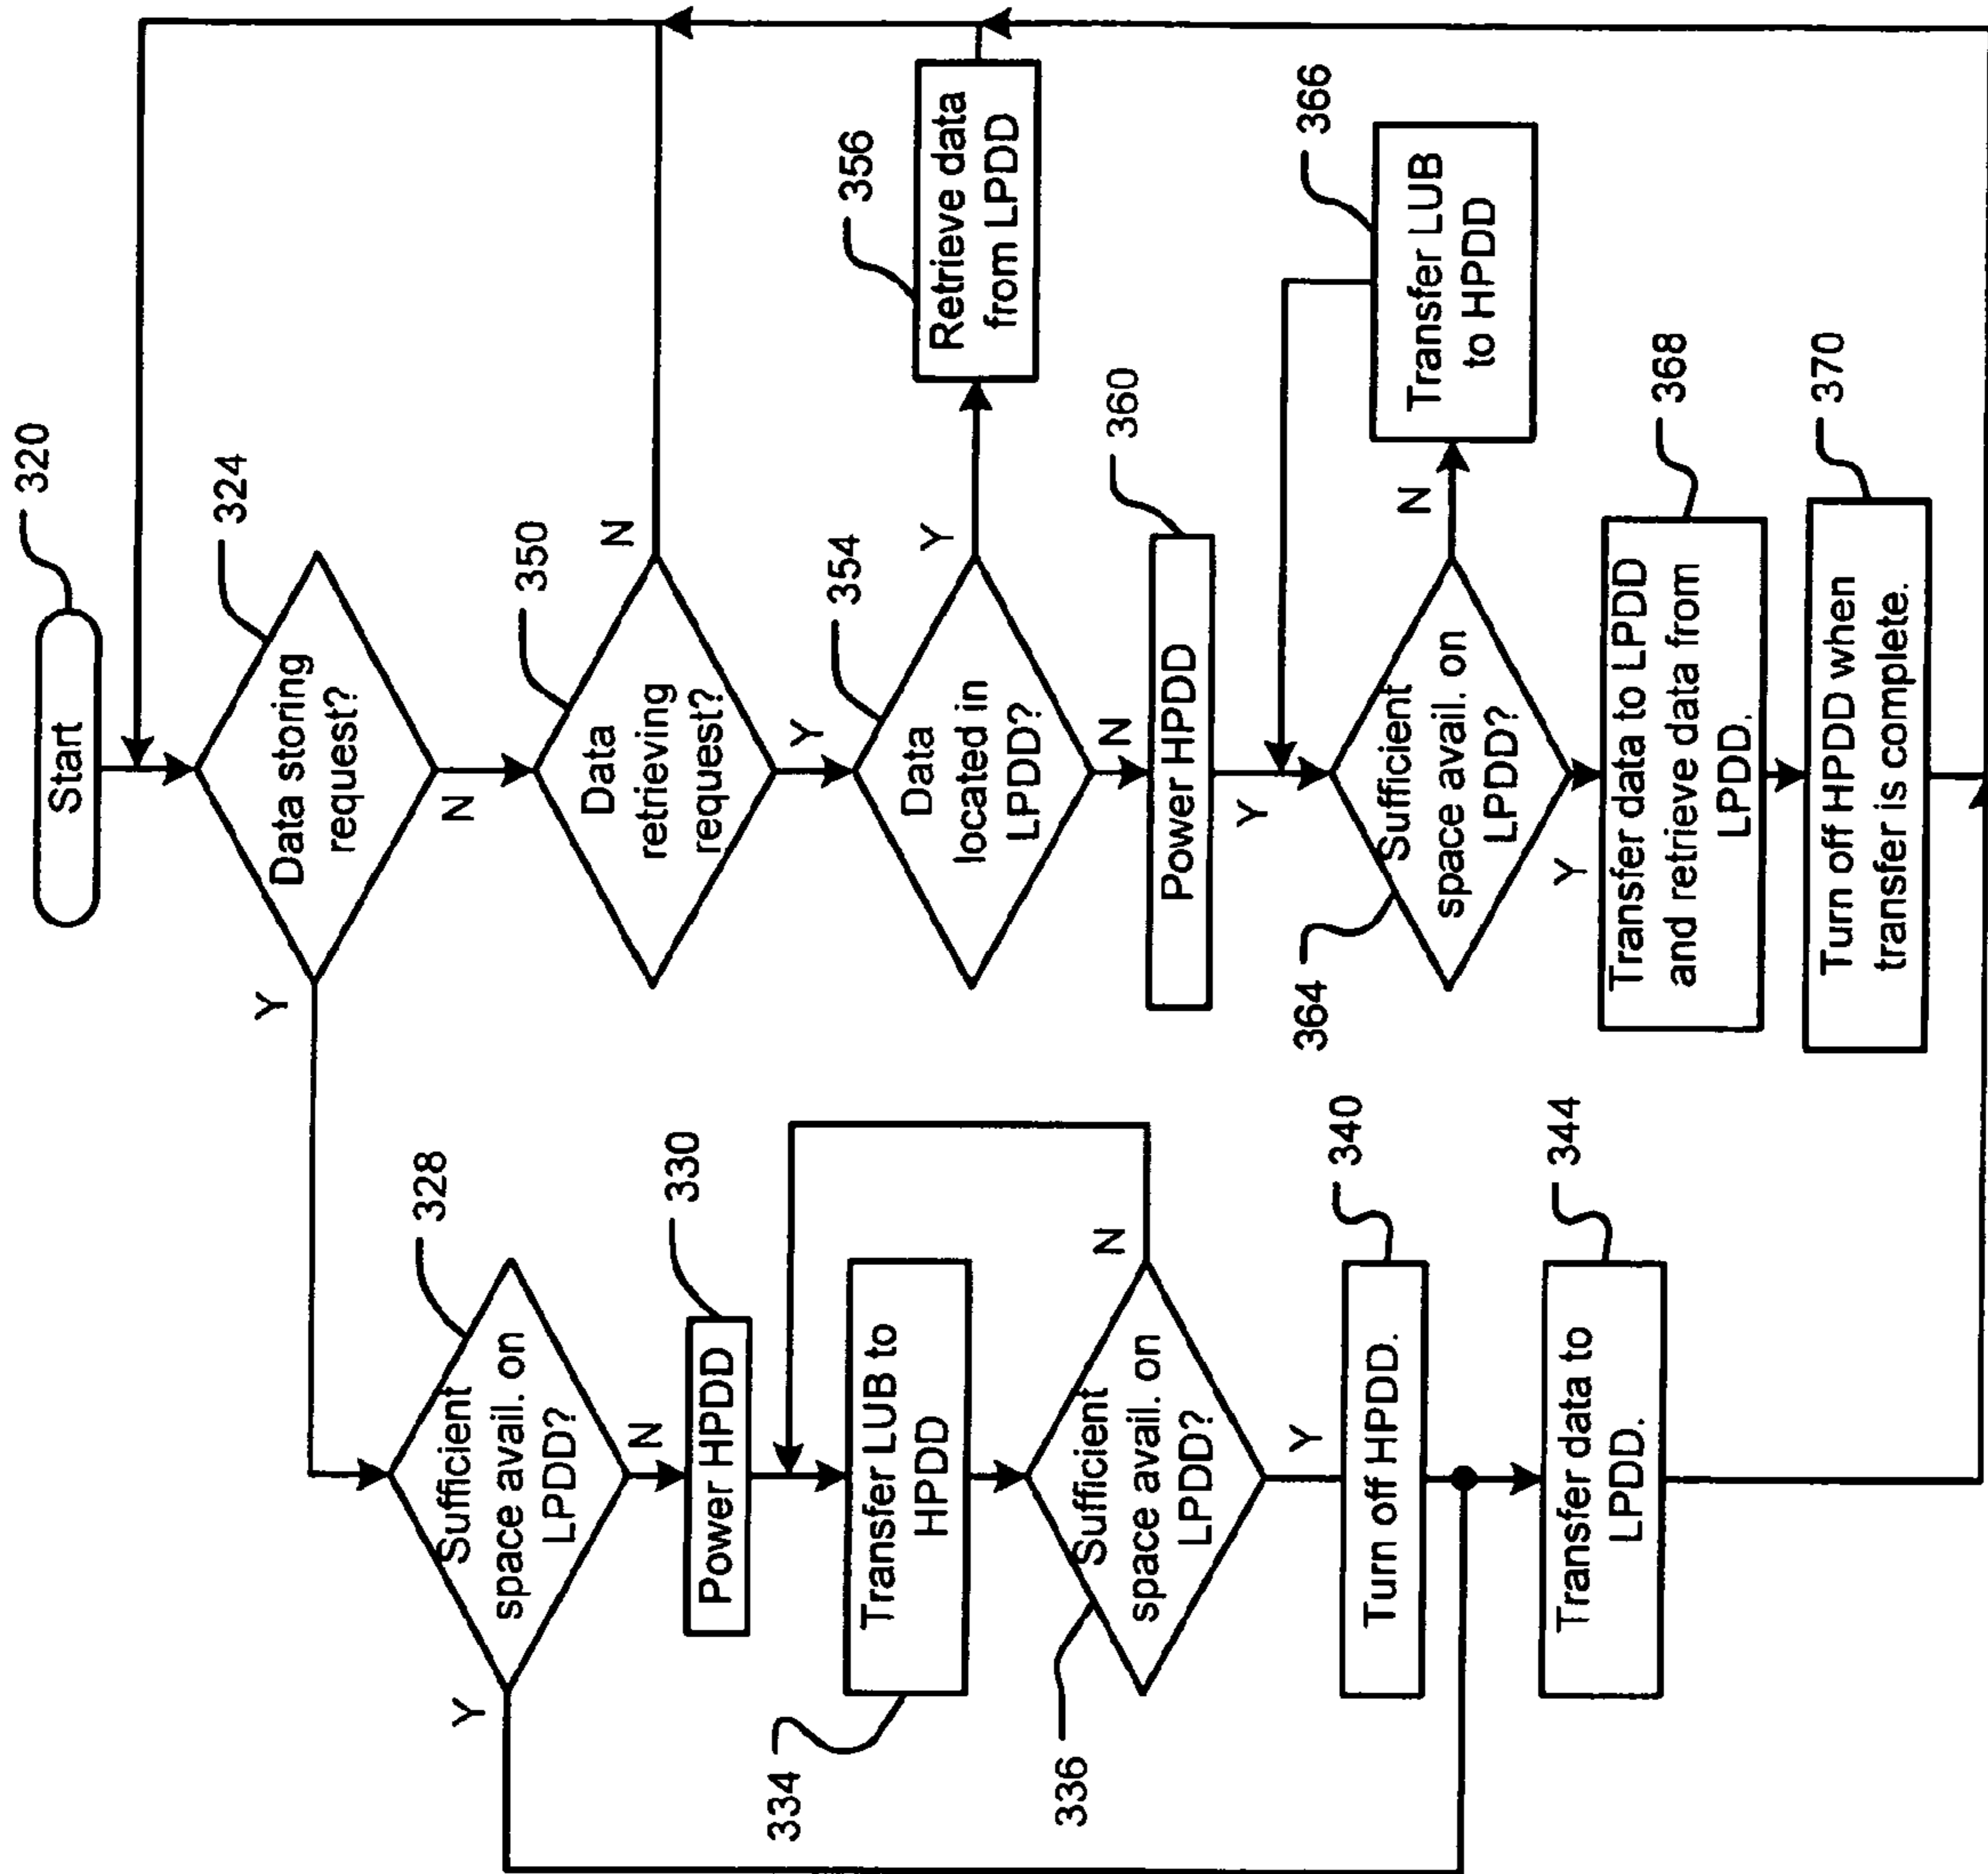 Start
320
Data storing
request?
324
Y
N
Sufficient
space avail. on
LPDD?
328
Y
N
Power HPDD
330
Transfer LUB to
HPDD
334
Sufficient
space avail. on
LPDD?
336
N
Y
Turn off HPDD.
340
Transfer data to
LPDD.
344
Data
retrieving
request?
350
N
Y
Data
located in
LPDD?
354
Y
N
Retrieve data
from LPDD
356
Power HPDD
360
Y
Sufficient
space avail. on
LPDD?
364
N
Y
Transfer LUB
to HPDD
366
Transfer data to LPDD
and retrieve data from
LPDD.
368
Turn off HPDD when
transfer is complete.
370